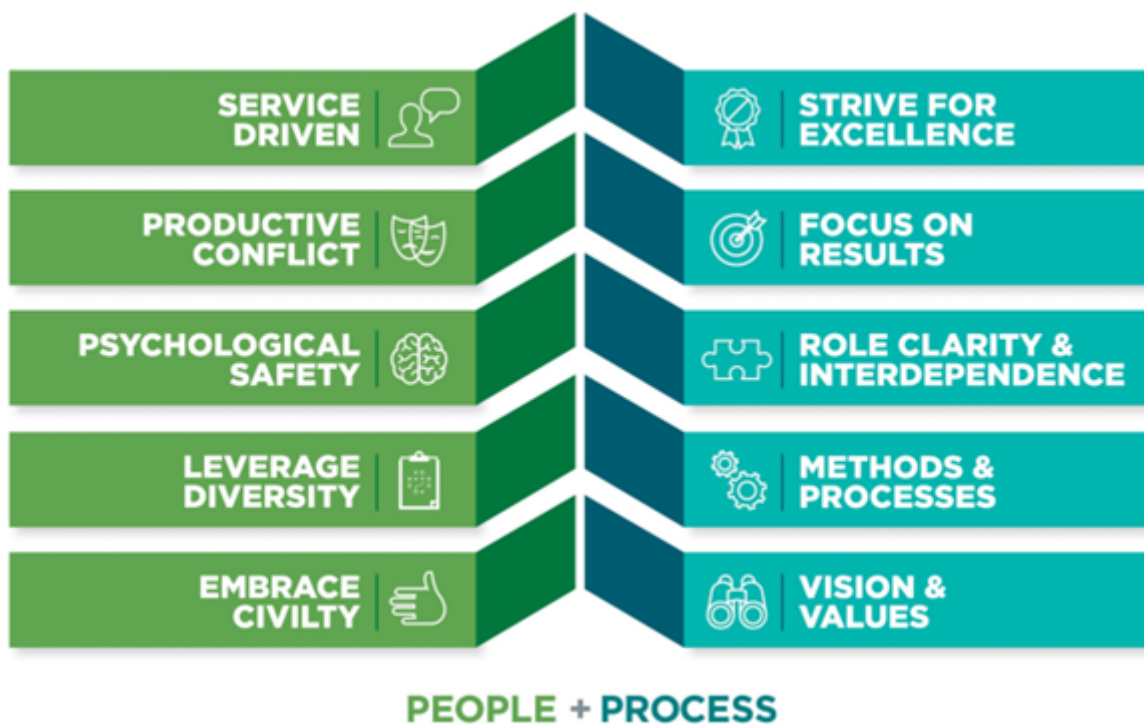 SERVICE
DRIVEN
STRIVE FOR
EXCELLENCE
PRODUCTIVE
CONFLICT
FOCUS ON
RESULTS
PSYCHOLOGICAL
SAFETY
ROLE CLARITY &
INTERDEPENDENCE
LEVERAGE
DIVERSITY
METHODS &
PROCESSES
EMBRACE
CIVILTY
VISION &
VALUES
PEOPLE + PROCESS